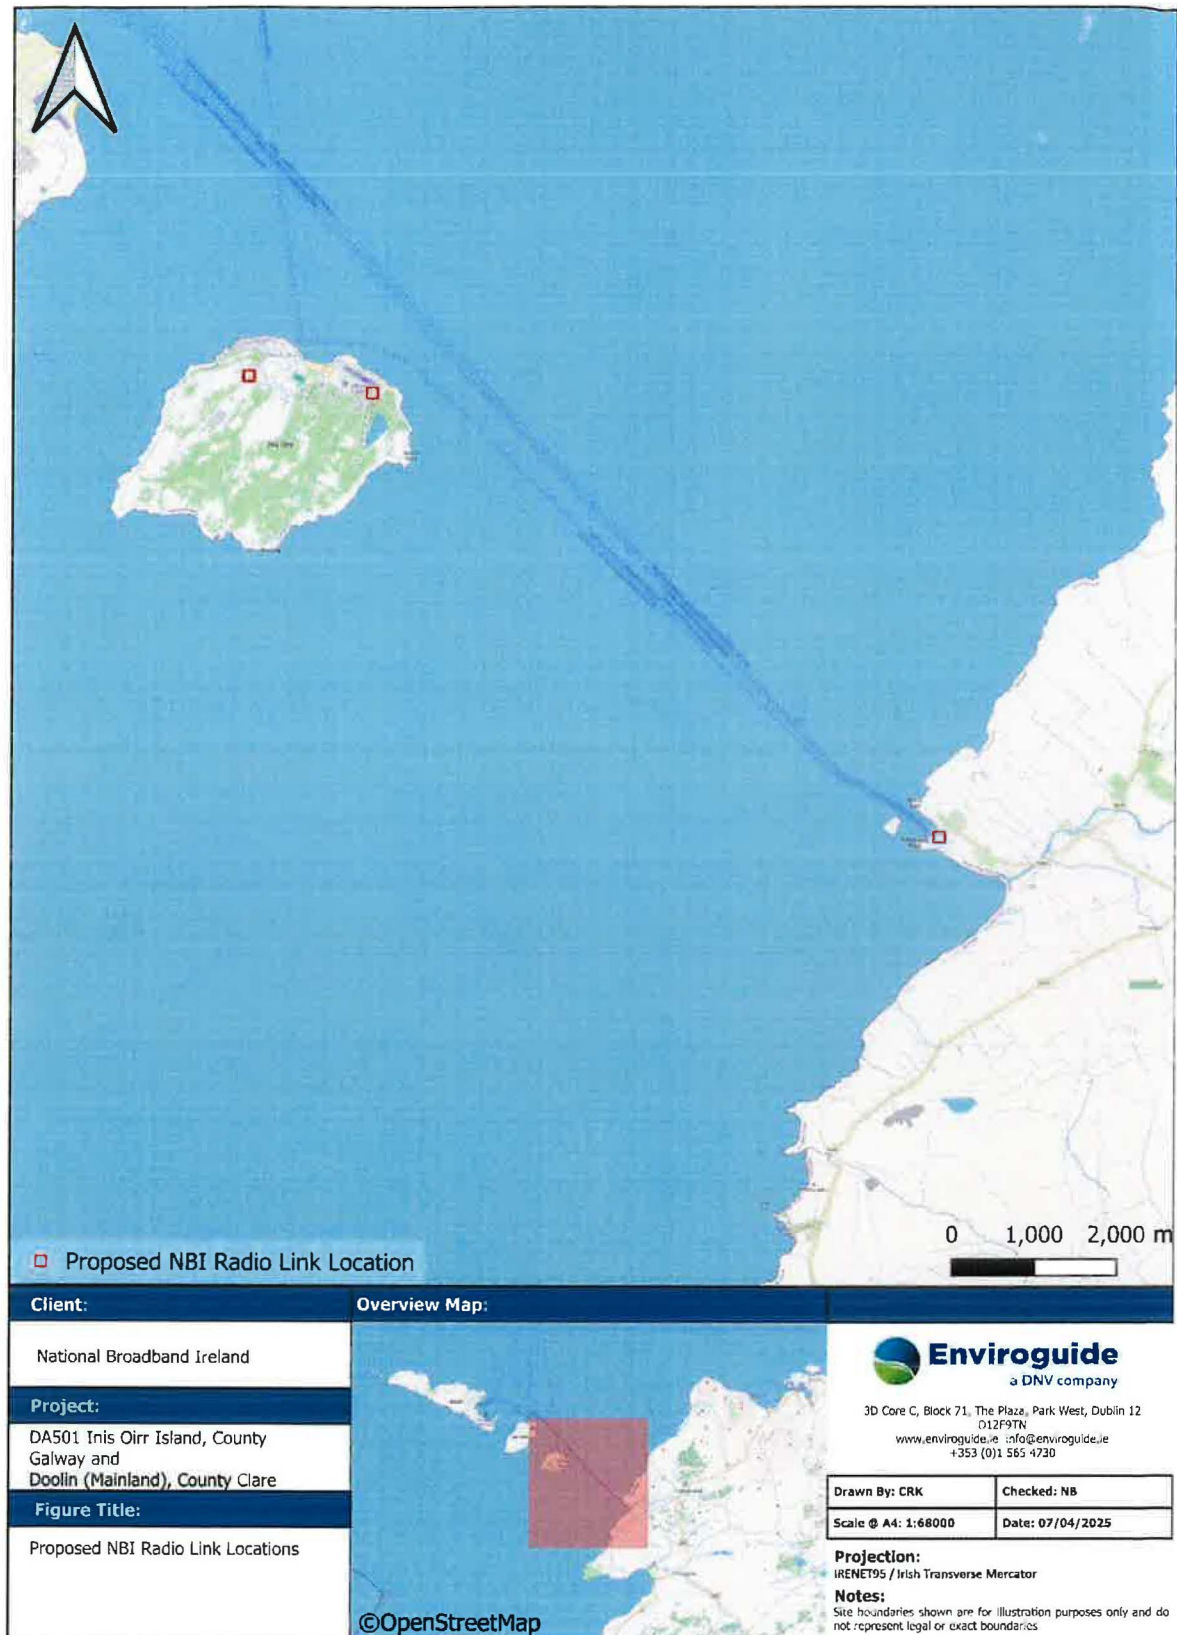 Proposed NBI Radio Link Location
0 1,000 2,000 m
Client:
National Broadband Ireland
Project:
DA501 Inis Oirr Island, County
Galway and
Doolin (Mainland), County Clare
Figure Title:
Proposed NBI Radio Link Locations
Overview Map:
©OpenStreetMap
Enviroguide
a DNV company
3D Core C, Block 71, The Plaza, Park West, Dublin 12
D12F9TN
www.enviroguide.ie info@enviroguide.ie
+353 (0)1 565 4730
Drawn By: CRK
Checked: NB
Scale @ A4: 1:68000
Date: 07/04/2025
Projection:
IRENET95 / Irish Transverse Mercator
Notes:
Site boundaries shown are for illustration purposes only and do
not represent legal or exact boundaries